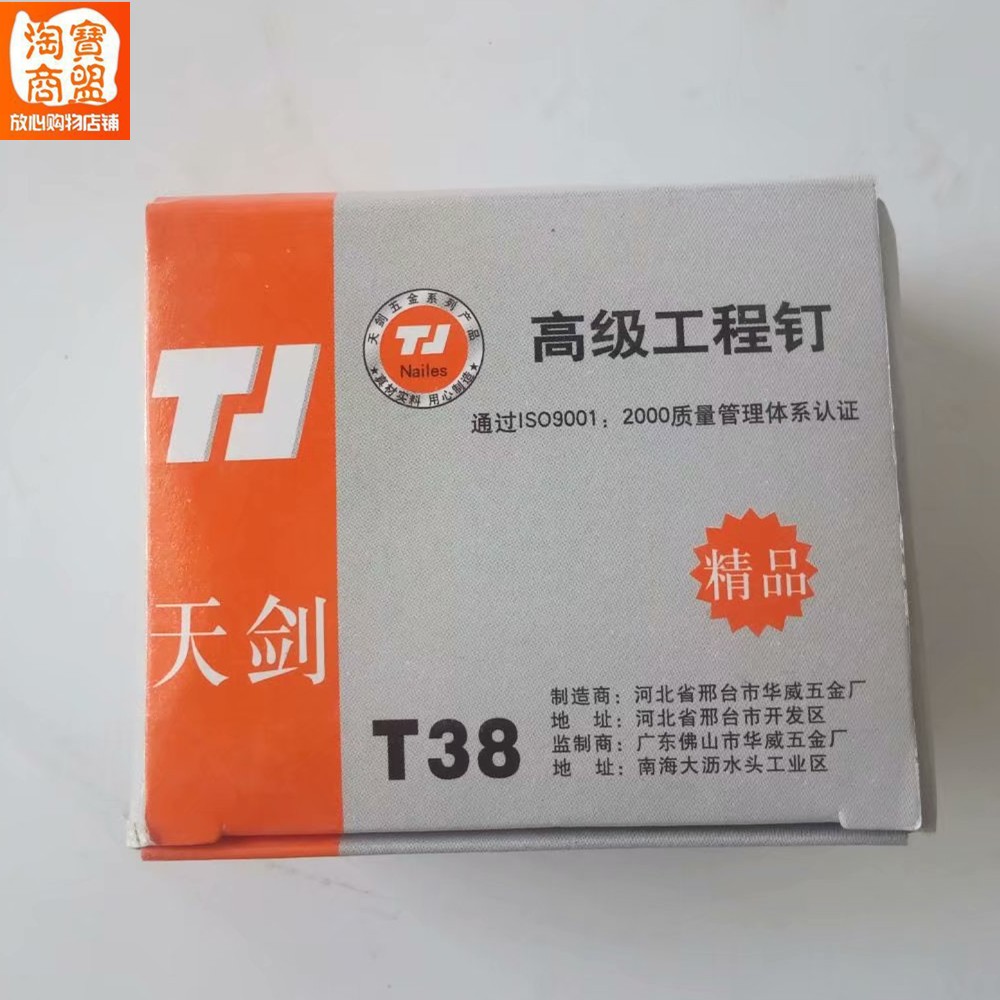 淘寶
商盟
放心购物店铺
天剑五金系列产品
TJ
Nailes
★真材实料 用心制造★
高级工程钉
通过ISO9001：2000质量管理体系认证
TJ
精品
天剑
T38
制造商：河北省邢台市华威五金厂
地 址：河北省邢台市开发区
监制商：广东佛山市华威五金厂
地 址：南海大沥水头工业区